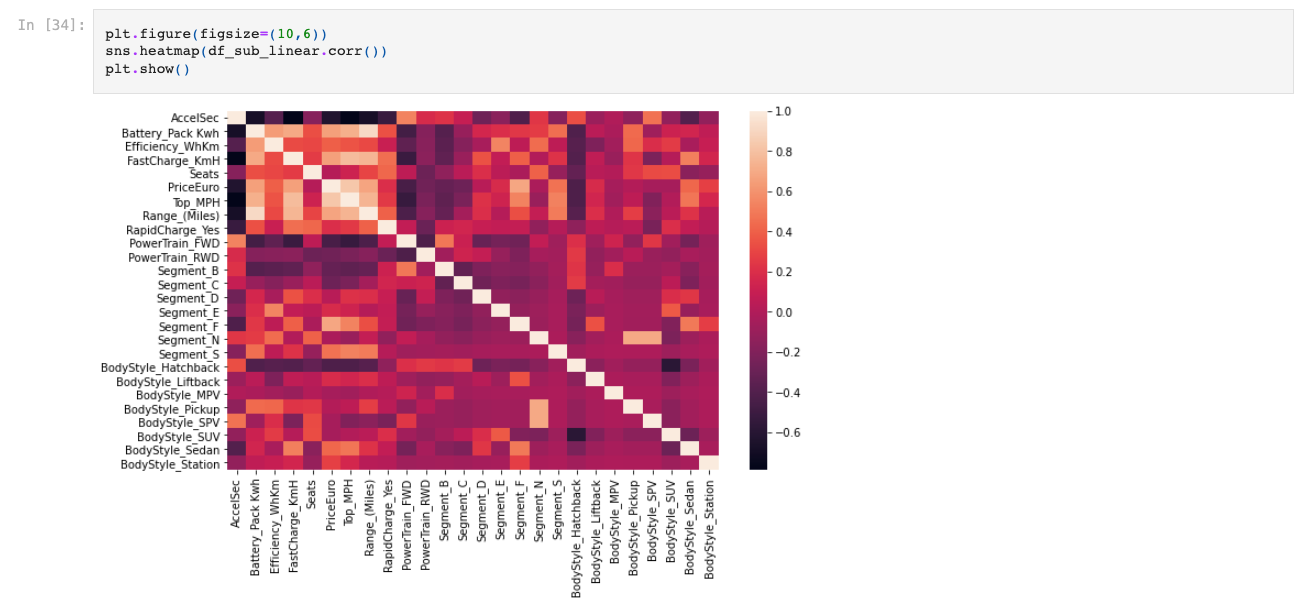 In [34]:
plt.figure(figsize=(10,6))
sns.heatmap(df_sub_linear.corr())
plt.show()
AccelSec
Battery_Pack Kwh
Efficiency_WhKm
FastCharge_KmH
Seats
PriceEuro
Top_MPH
Range_(Miles)
RapidCharge_Yes
PowerTrain_FWD
PowerTrain_RWD
Segment_B
Segment_C
Segment_D
Segment_E
Segment_F
Segment_N
Segment_S
BodyStyle_Hatchback
BodyStyle_Liftback
BodyStyle_MPV
BodyStyle_Pickup
BodyStyle_SPV
BodyStyle_SUV
BodyStyle_Sedan
BodyStyle_Station
AccelSec
Battery_Pack Kwh
Efficiency_WhKm
FastCharge_KmH
Seats
PriceEuro
Top_MPH
Range_(Miles)
RapidCharge_Yes
PowerTrain_FWD
PowerTrain_RWD
Segment_B
Segment_C
Segment_D
Segment_E
Segment_F
Segment_N
Segment_S
BodyStyle_Hatchback
BodyStyle_Liftback
BodyStyle_MPV
BodyStyle_Pickup
BodyStyle_SPV
BodyStyle_SUV
BodyStyle_Sedan
BodyStyle_Station
1.0
0.8
0.6
0.4
0.2
0.0
−0.2
−0.4
−0.6